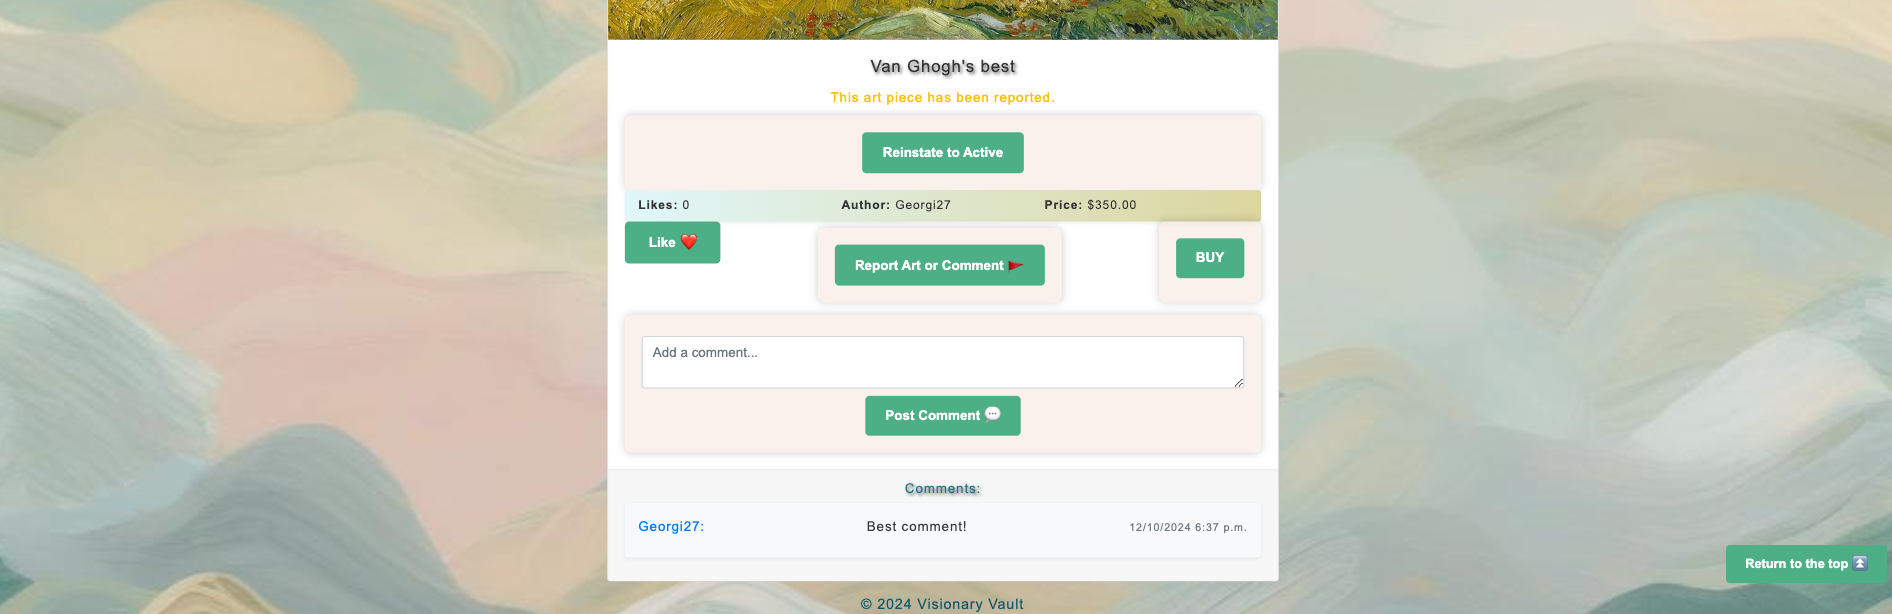 Van Ghogh's best
This art piece has been reported.
Reinstate to Active
Likes: 0 Author: Georgi27 Price: $350.00
Like ❤️
Report Art or Comment 🚩
BUY
Add a comment...
Post Comment 💬
Comments:
Georgi27: Best comment! 12/10/2024 6:37 p.m.
Return to the top ⏫
© 2024 Visionary Vault